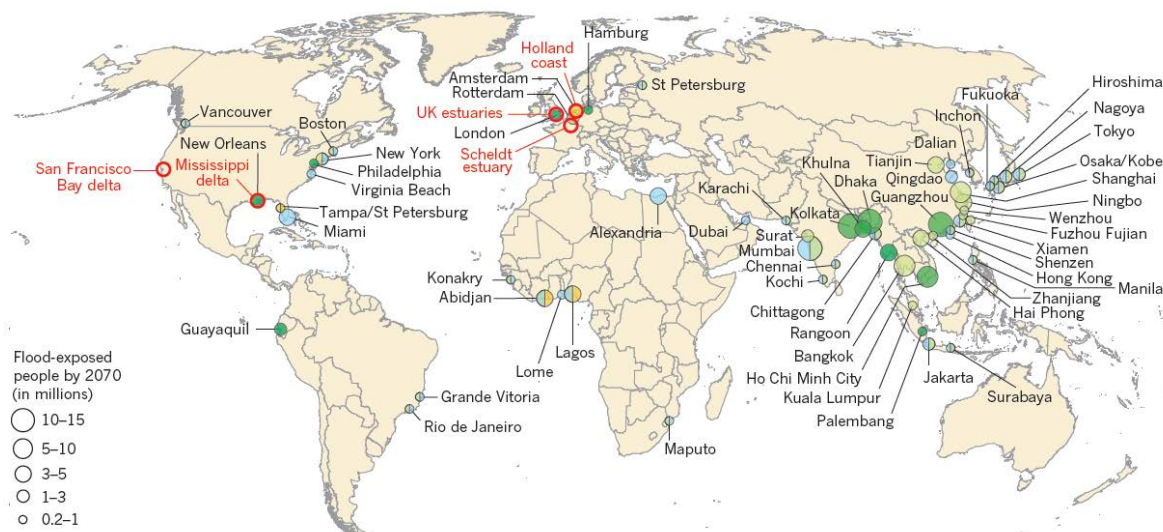 Hamburg
Holland
coast
Amsterdam
Rotterdam
St Petersburg
UK estuaries
London
Scheldt
estuary
Vancouver
Boston
New Orleans
San Francisco
Bay delta
Mississippi
delta
New York
Philadelphia
Virginia Beach
Tampa/St Petersburg
Miami
Alexandria
Dubai
Karachi
Hiroshima
Fukuoka
Nagoya
Inchon
Tokyo
Dalian
Khulna
Tianjin
Osaka/Kobe
Dhaka
Qingdao
Shanghai
Kolkata
Guangzhou
Ningbo
Wenzhou
Fuzhou Fujian
Surat
Mumbai
Xiamen
Shenzen
Chennai
Kochi
Hong Kong
Manila
Zhanjiang
Hai Phong
Chittagong
Rangoon
Bangkok
Ho Chi Minh City
Kuala Lumpur
Palembang
Jakarta
Surabaya
Konakry
Abidjan
Guayaquil
Lome
Lagos
Grande Vitoria
Rio de Janeiro
Maputo
Flood-exposed
people by 2070
(in millions)
10–15
5–10
3–5
1–3
0.2–1